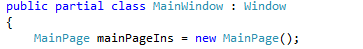 public partial class MainWindow : Window
{
MainPage mainPageIns = new MainPage();